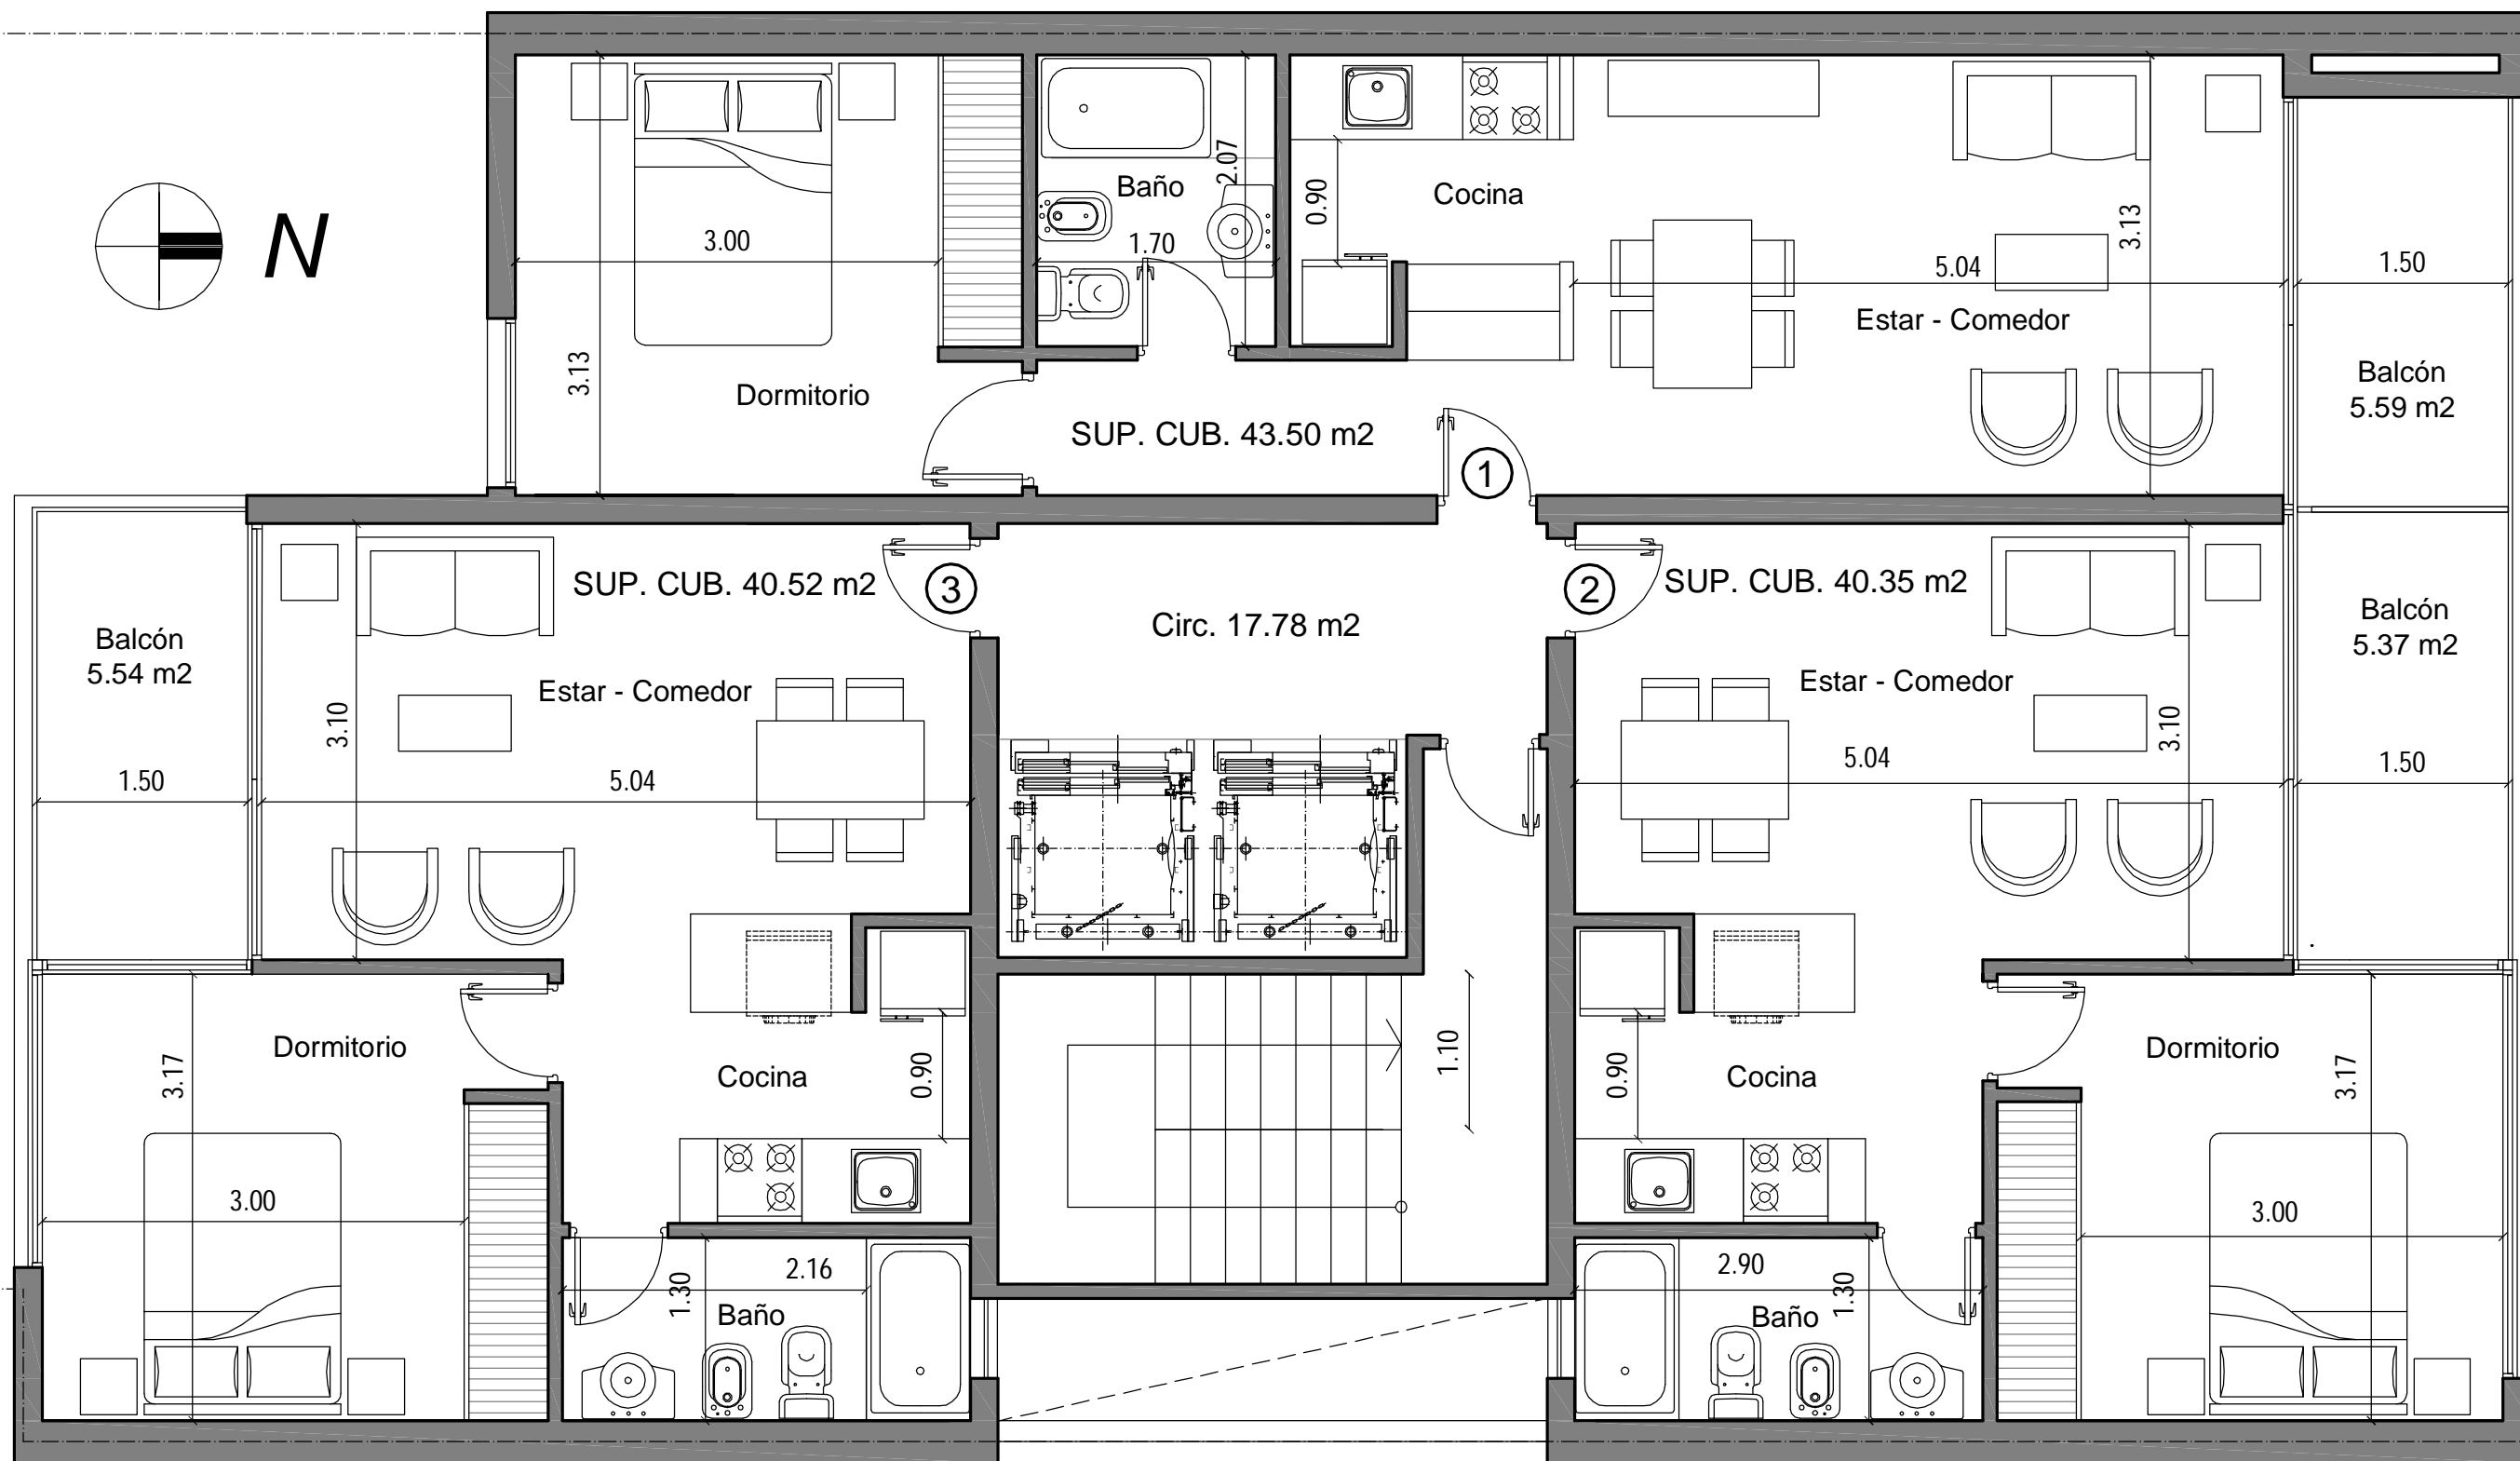 N
3.00
3.13
Dormitorio
Baño
2.07
1.70
0.90
Cocina
5.04
3.13
Estar - Comedor
1.50
Balcón
5.59 m2
SUP. CUB. 43.50 m2
1
Balcón
5.54 m2
1.50
SUP. CUB. 40.52 m2
3
Estar - Comedor
3.10
5.04
Circ. 17.78 m2
2
SUP. CUB. 40.35 m2
Estar - Comedor
5.04
3.10
Balcón
5.37 m2
1.50
Dormitorio
3.17
3.00
Cocina
0.90
2.16
1.30
Baño
1.10
0.90
Cocina
2.90
1.30
Baño
Dormitorio
3.17
3.00